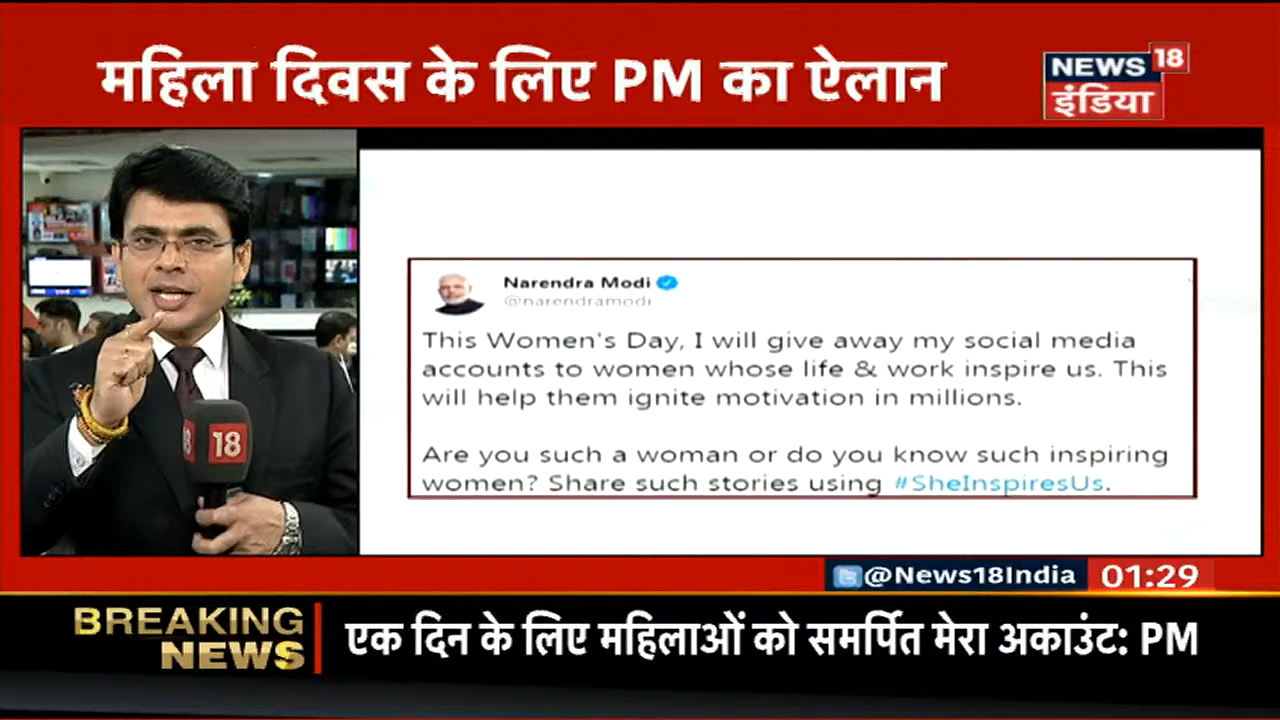 महिला दिवस के लिए PM का ऐलान
NEWS 18
इंडिया
Narendra Modi
@narendramodi
This Women's Day, I will give away my social media
accounts to women whose life & work inspire us. This
will help them ignite motivation in millions.
Are you such a woman or do you know such inspiring
women? Share such stories using #SheInspiresUs.
18
@News18India 01:29
BREAKING
NEWS
एक दिन के लिए महिलाओं को समर्पित मेरा अकाउंट: PM